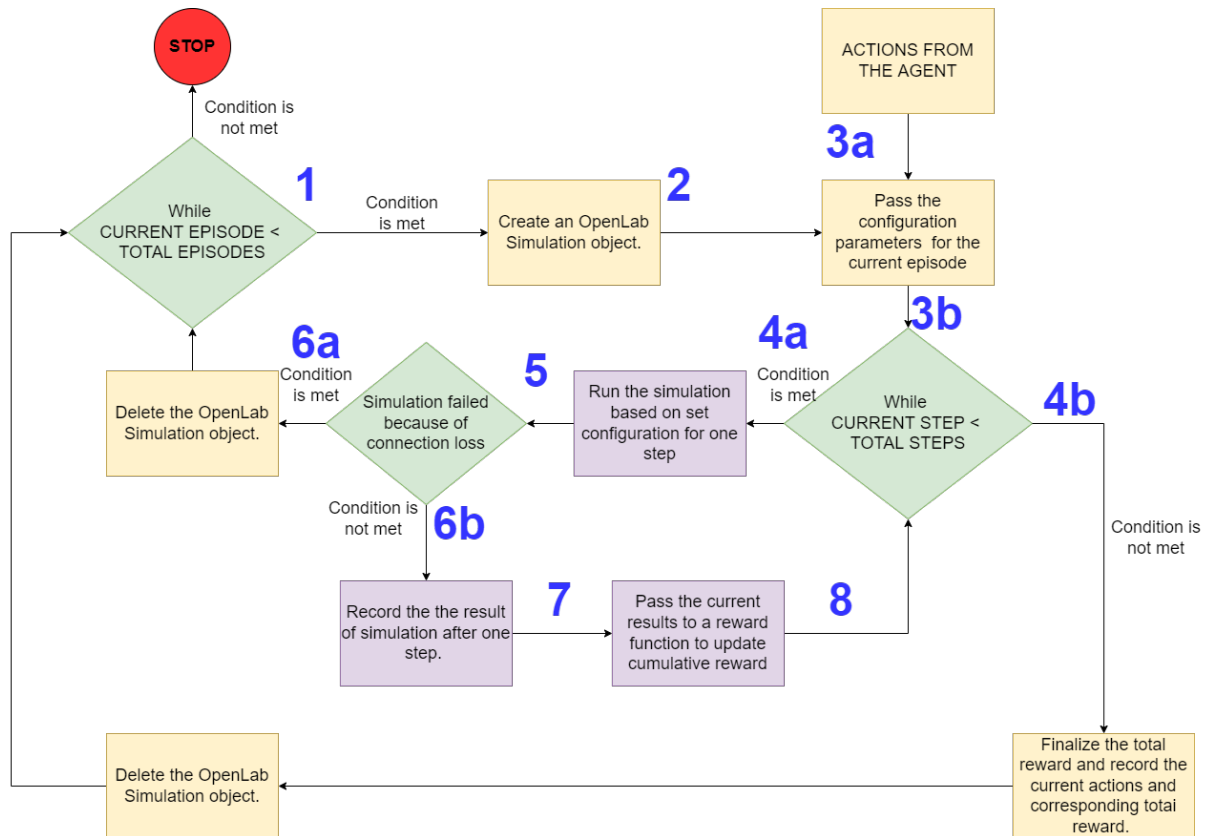 STOP
ACTIONS FROM
THE AGENT
Condition is
not met
3a
1
2
While
CURRENT EPISODE <
TOTAL EPISODES
Condition
is met
Create an OpenLab
Simulation object.
Pass the
configuration
parameters for the
current episode
3b
6a
Condition
is met
5
4a
Condition
is met
4b
Delete the OpenLab
Simulation object.
Simulation failed
because of
connection loss
Run the simulation
based on set
configuration for one
step
While
CURRENT STEP <
TOTAL STEPS
Condition is
not met
6b
Condition is
not met
Record the the result
of simulation after one
step.
7
Pass the current
results to a reward
function to update
cumulative reward
8
Delete the OpenLab
Simulation object.
Finalize the total
reward and record the
current actions and
corresponding total
reward.